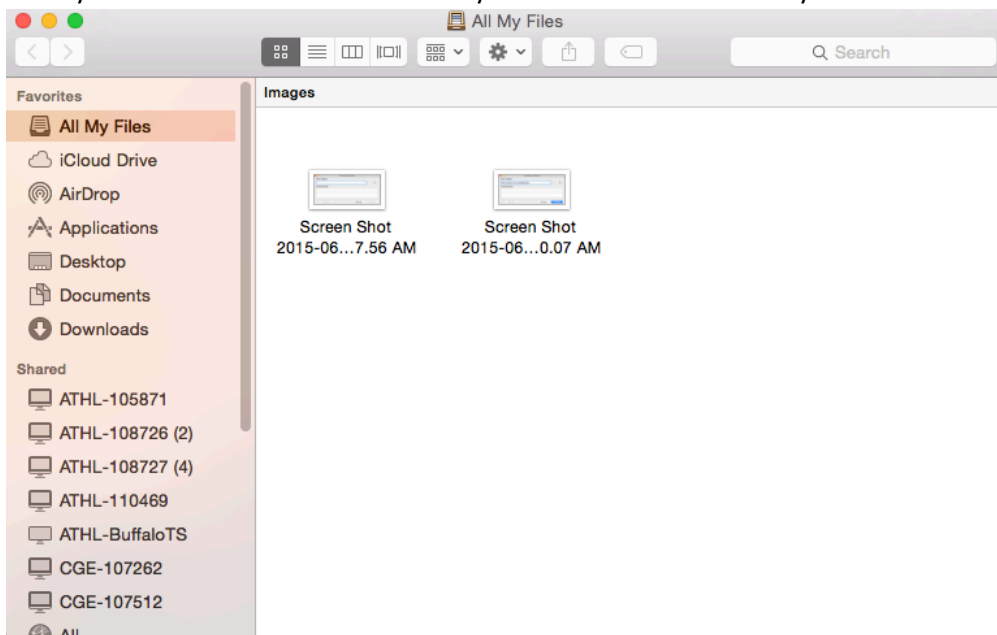 All My Files
Search
Favorites
All My Files
iCloud Drive
AirDrop
Applications
Desktop
Documents
Downloads
Shared
ATHL-105871
ATHL-108726 (2)
ATHL-108727 (4)
ATHL-110469
ATHL-BuffaloTS
CGE-107262
CGE-107512
All
Images
Screen Shot
2015-06...7.56 AM
Screen Shot
2015-06...0.07 AM